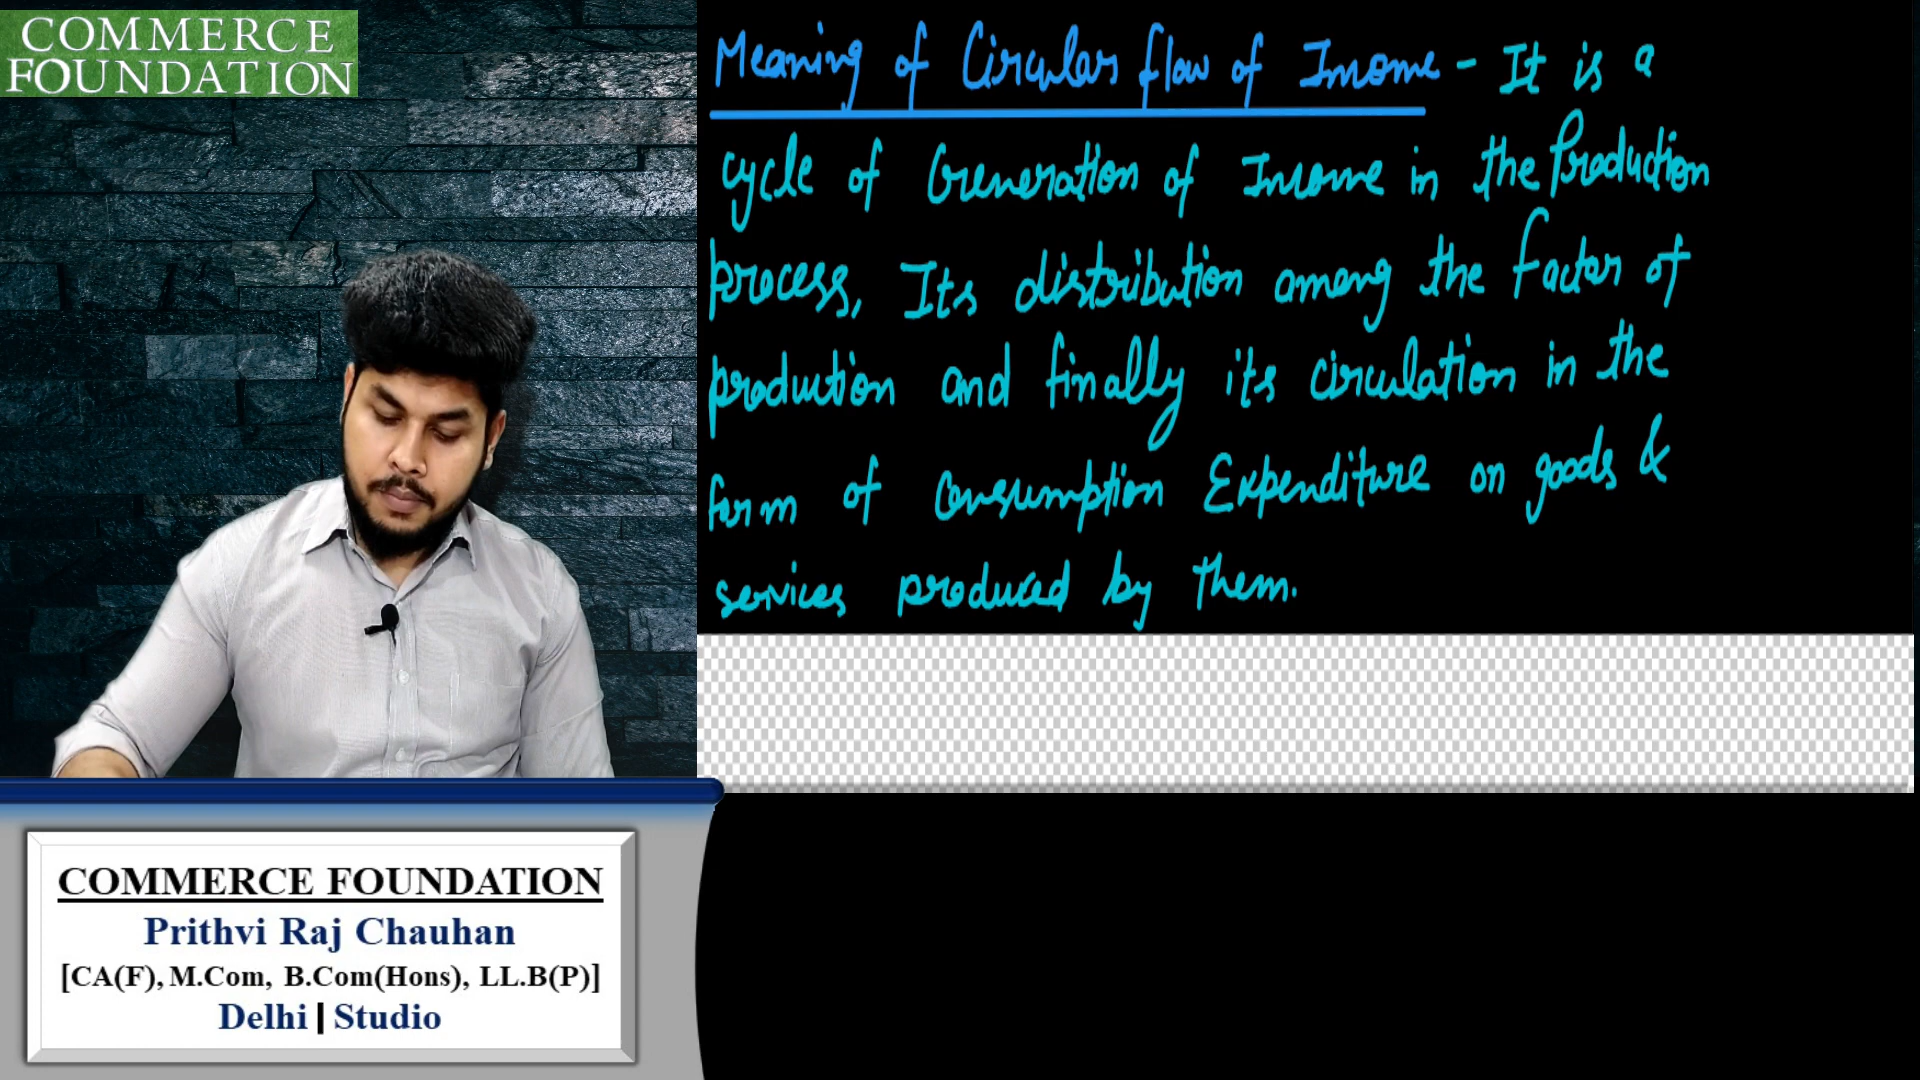 COMMERCE
FOUNDATION
Meaning of Circular flow of Income - It is a
cycle of Generation of Income in the Production
process, Its distribution among the factor of
production and finally its circulation in the
form of consumption Expenditure on goods &
services produced by them.
COMMERCE FOUNDATION
Prithvi Raj Chauhan
[CA(F), M.Com, B.Com(Hons), LL.B(P)]
Delhi | Studio